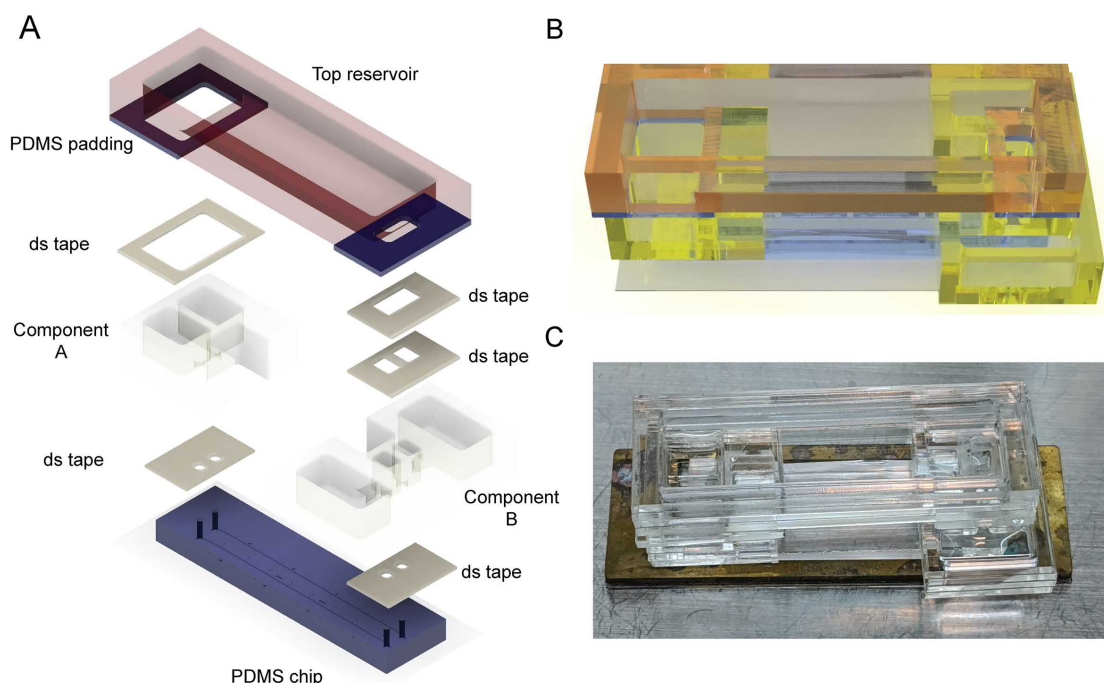 A
Top reservoir
PDMS padding
ds tape
Component
A
ds tape
ds tape
ds tape
Component
B
ds tape
PDMS chip
B
C